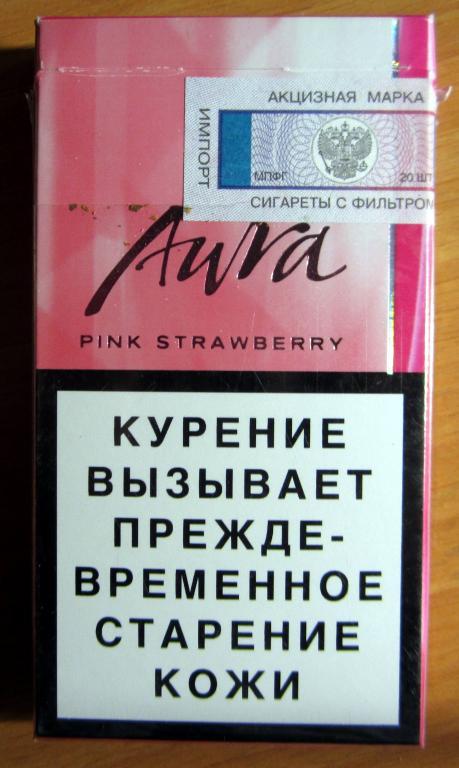 АКЦИЗНАЯ МАРКА
ИМПОРТ
МПФГ 20 ШТ
СИГАРЕТЫ С ФИЛЬТРОМ
Aura
PINK STRAWBERRY
КУРЕНИЕ
ВЫЗЫВАЕТ
ПРЕЖДЕ-
ВРЕМЕННОЕ
СТАРЕНИЕ
КОЖИ